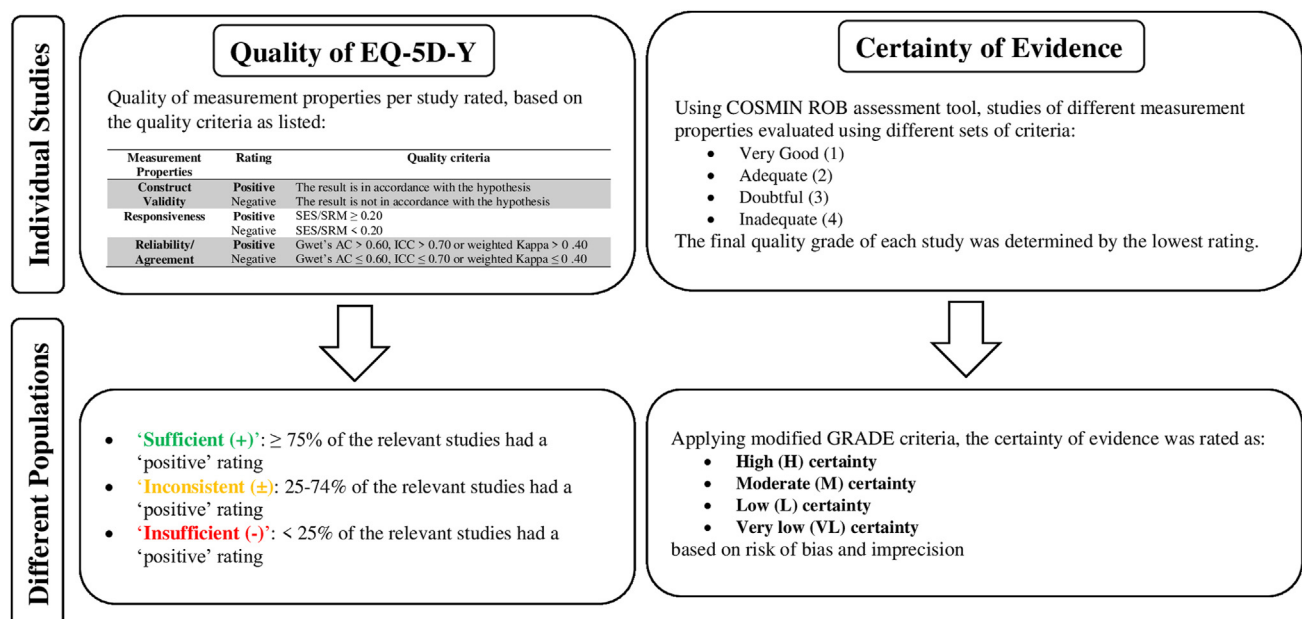 Individual Studies
Quality of EQ-5D-Y
Quality of measurement properties per study rated, based on
the quality criteria as listed:
Measurement Properties Rating Quality criteria
Construct Positive The result is in accordance with the hypothesis
Validity Negative The result is not in accordance with the hypothesis
Responsiveness Positive SES/SRM ≥ 0.20
Negative SES/SRM < 0.20
Reliability/ Positive Gwet's AC > 0.60, ICC > 0.70 or weighted Kappa > 0 .40
Agreement Negative Gwet's AC ≤ 0.60, ICC ≤ 0.70 or weighted Kappa ≤ 0 .40
Certainty of Evidence
Using COSMIN ROB assessment tool, studies of different measurement
properties evaluated using different sets of criteria:
• Very Good (1)
• Adequate (2)
• Doubtful (3)
• Inadequate (4)
The final quality grade of each study was determined by the lowest rating.
Different Populations
• 'Sufficient (+)': ≥ 75% of the relevant studies had a
'positive' rating
• 'Inconsistent (±): 25-74% of the relevant studies had a
'positive' rating
• 'Insufficient (-)': < 25% of the relevant studies had a
'positive' rating
Applying modified GRADE criteria, the certainty of evidence was rated as:
• High (H) certainty
• Moderate (M) certainty
• Low (L) certainty
• Very low (VL) certainty
based on risk of bias and imprecision